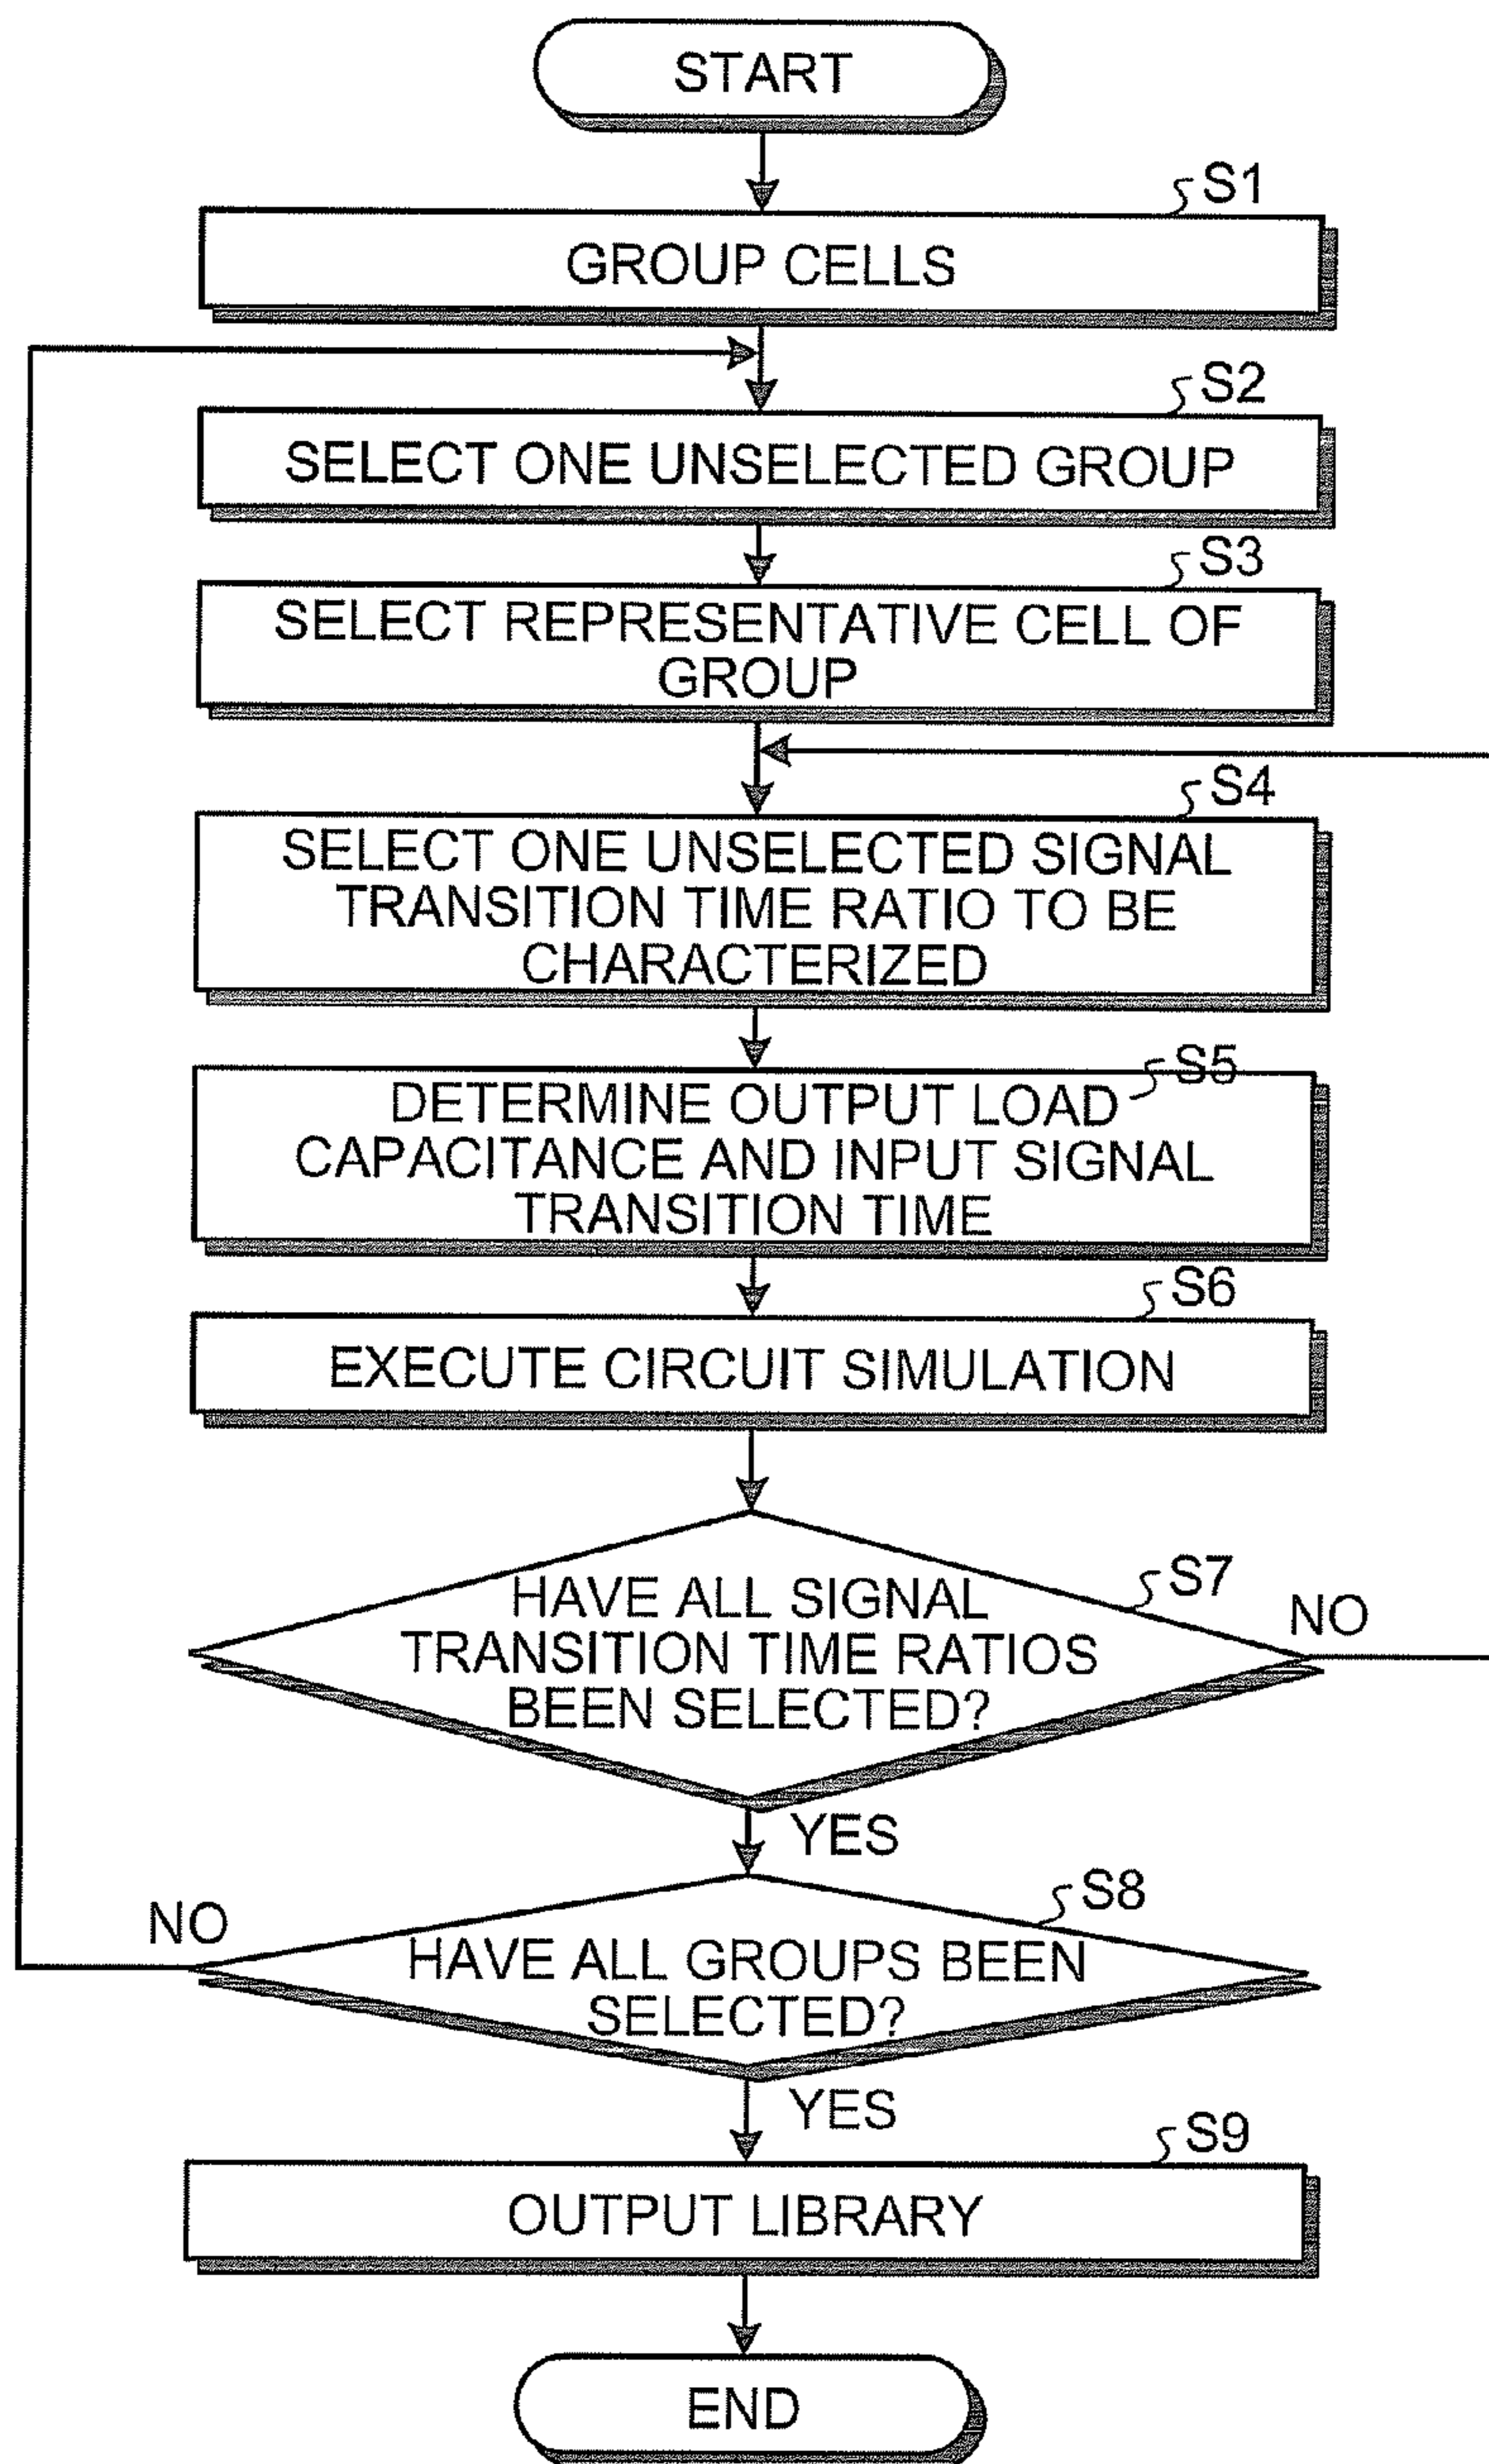 START
S1
GROUP CELLS
S2
SELECT ONE UNSELECTED GROUP
S3
SELECT REPRESENTATIVE CELL OF
GROUP
S4
SELECT ONE UNSELECTED SIGNAL
TRANSITION TIME RATIO TO BE
CHARACTERIZED
S5
DETERMINE OUTPUT LOAD
CAPACITANCE AND INPUT SIGNAL
TRANSITION TIME
S6
EXECUTE CIRCUIT SIMULATION
S7
HAVE ALL SIGNAL
TRANSITION TIME RATIOS
BEEN SELECTED?
NO
YES
S8
NO
HAVE ALL GROUPS BEEN
SELECTED?
YES
S9
OUTPUT LIBRARY
END